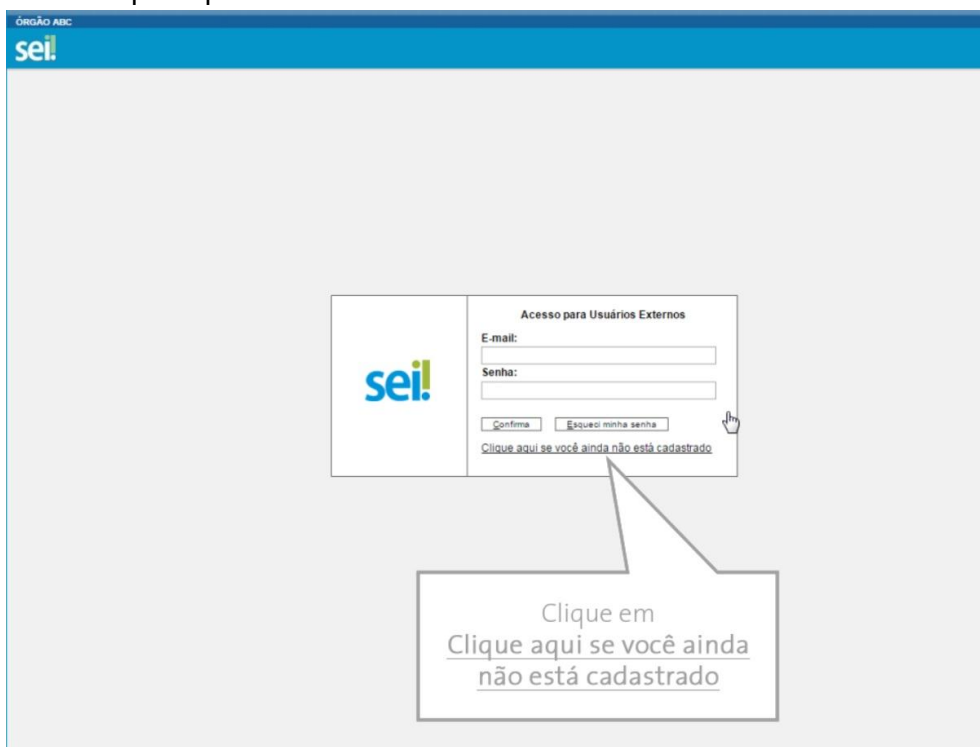 ÓRGÃO ABC
sei!
Acesso para Usuários Externos
E-mail:
sei!
Senha:
Confirma
Esqueci minha senha
Clique aqui se você ainda não está cadastrado
Clique em
Clique aqui se você ainda
não está cadastrado